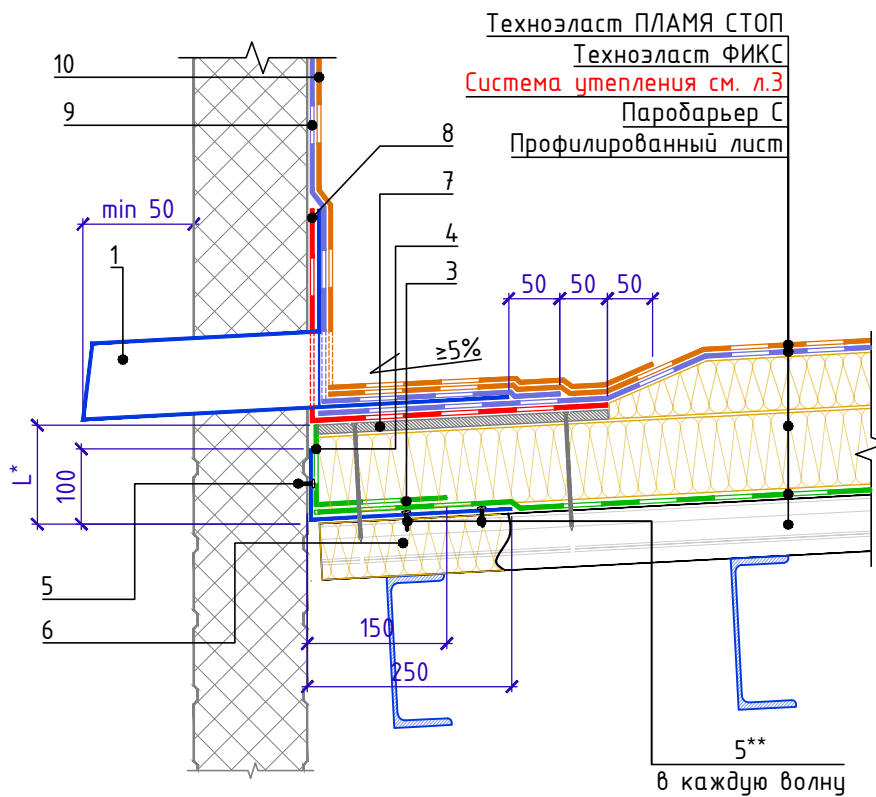 Техноэласт ПЛАМЯ СТОП
Техноэласт ФИКС
Система утепления см. л.3
Паробарьер С
Профилированный лист
10
9
8
7
min 50
4
1
3
50 50 50
≥5%
L*
100
5
6
150
250
5**
в каждую волну